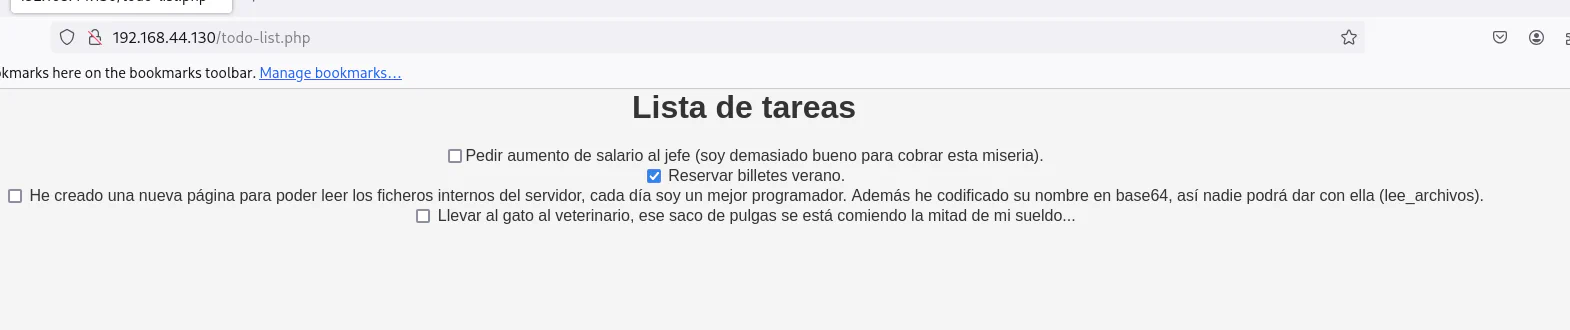 192.168.44.130/todo-list.php
okmarks here on the bookmarks toolbar. Manage bookmarks...
Lista de tareas
Pedir aumento de salario al jefe (soy demasiado bueno para cobrar esta miseria).
Reservar billetes verano.
He creado una nueva página para poder leer los ficheros internos del servidor, cada día soy un mejor programador. Además he codificado su nombre en base64, así nadie podrá dar con ella (lee_archivos).
Llevar al gato al veterinario, ese saco de pulgas se está comiendo la mitad de mi sueldo...